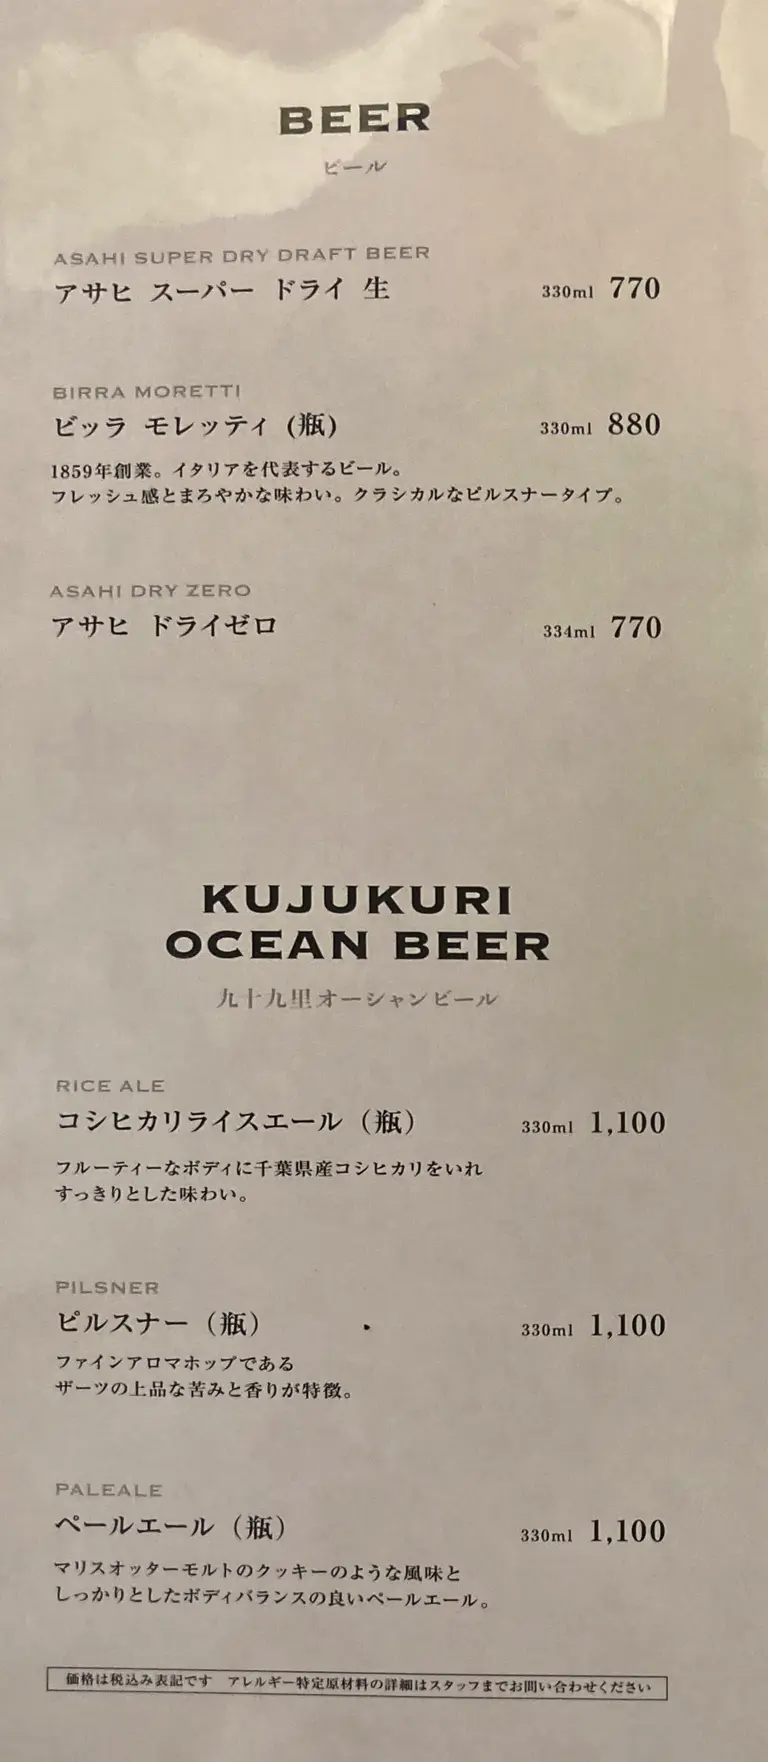 BEER
ビール
ASAHI SUPER DRY DRAFT BEER
アサヒ スーパー ドライ 生 330ml 770
BIRRA MORETTI
ビッラ モレッティ (瓶) 330ml 880
1859年創業。イタリアを代表するビール。
フレッシュ感とまろやかな味わい。クラシカルなピルスナータイプ。
ASAHI DRY ZERO
アサヒ ドライゼロ 334ml 770
KUJUKURI
OCEAN BEER
九十九里オーシャンビール
RICE ALE
コシヒカリライスエール（瓶） 330ml 1,100
フルーティーなボディに千葉県産コシヒカリをいれ
すっきりとした味わい。
PILSNER
ピルスナー（瓶） 330ml 1,100
ファインアロマホップである
ザーツの上品な苦みと香りが特徴。
PALEALE
ペールエール（瓶） 330ml 1,100
マリスオッターモルトのクッキーのような風味と
しっかりとしたボディバランスの良いペールエール。
価格は税込み表記です アレルギー特定原材料の詳細はスタッフまでお問い合わせください